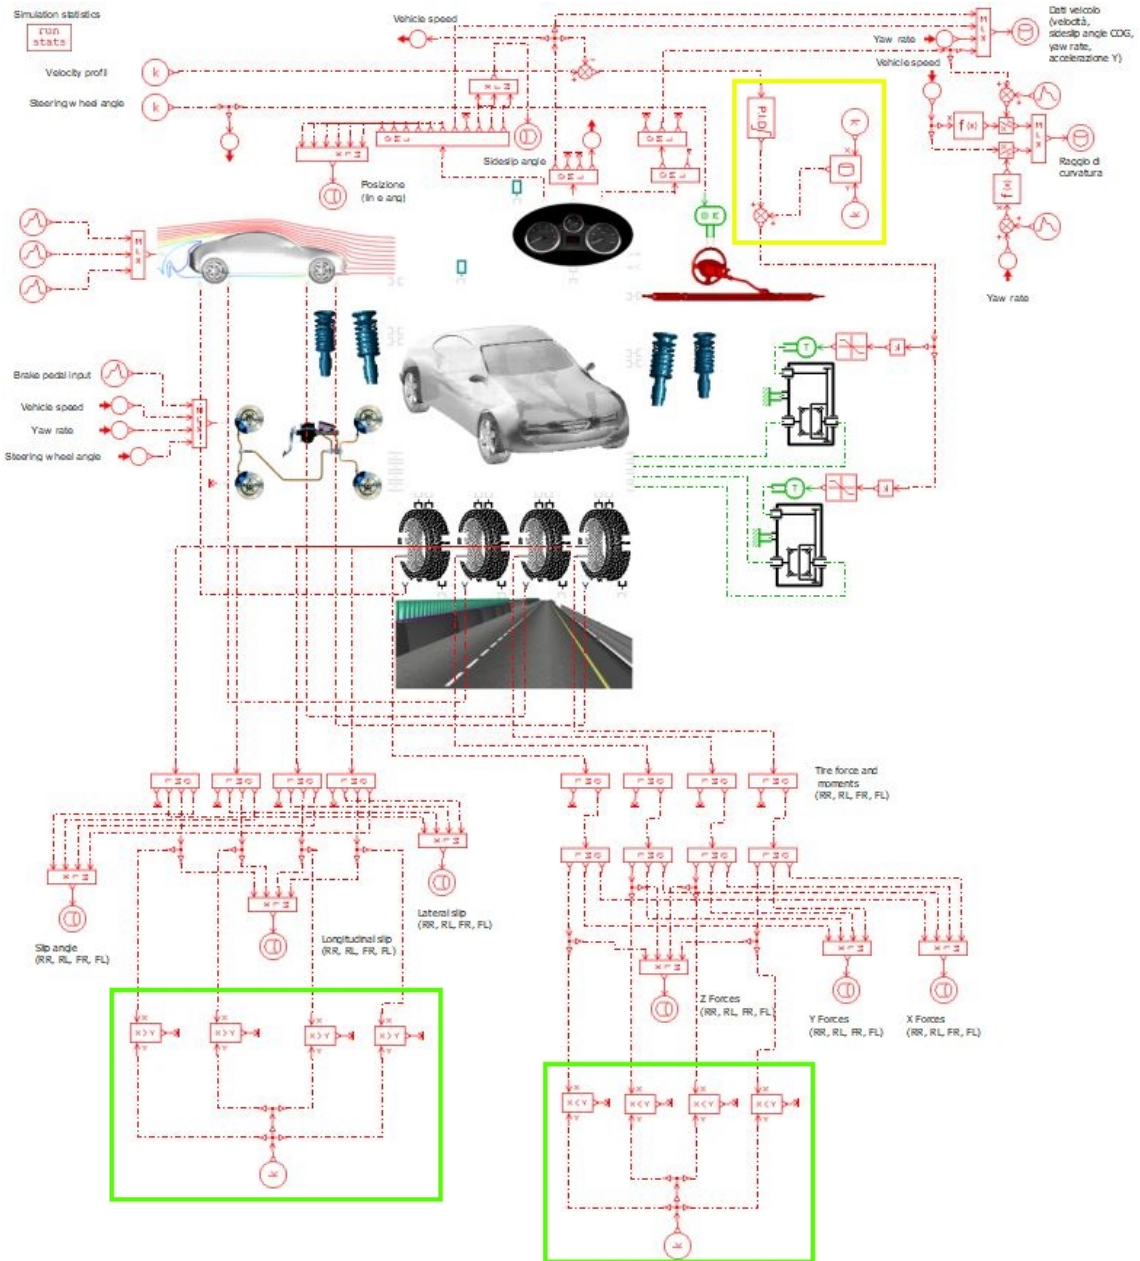 Simulation statistics
run
stats
Vehicle speed
Velocity profil
k
Steering wheel angle
k
Sideslip angle
Posizione
(lin e ang)
PID
k
k
Yaw rate
Vehicle speed
Dati veicolo
(velocità,
sideslip angle COG,
yaw rate,
accelerazione Y)
f(x)
Raggio di
curvatura
f(x)
Yaw rate
Brake pedal input
Vehicle speed
Yaw rate
Steering wheel angle
T
K
T
K
Tire force and
moments
(RR, RL, FR, FL)
Lateral slip
(RR, RL, FR, FL)
Slip angle
(RR, RL, FR, FL)
Longitudinal slip
(RR, RL, FR, FL)
Z Forces
(RR, RL, FR, FL)
Y Forces
(RR, RL, FR, FL)
X Forces
(RR, RL, FR, FL)
X>Y
X>Y
X>Y
X>Y
k
X<Y
X<Y
X<Y
X<Y
k